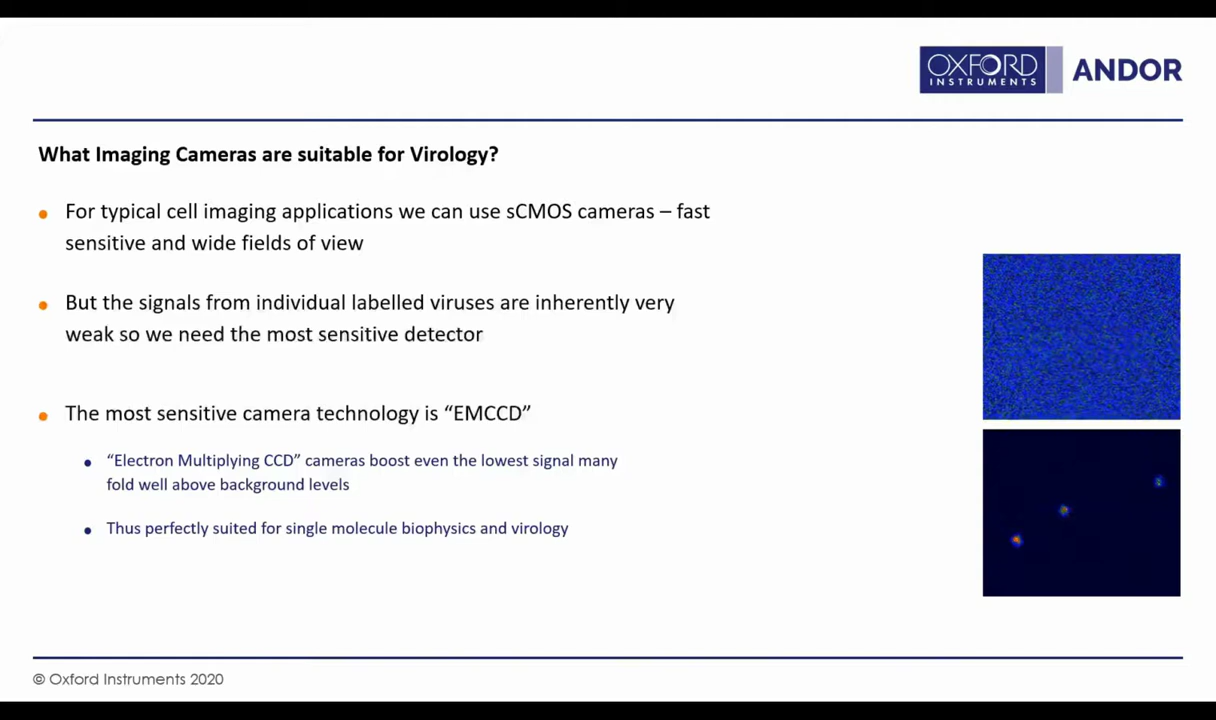 OXFORD
INSTRUMENTS
ANDOR
What Imaging Cameras are suitable for Virology?
• For typical cell imaging applications we can use sCMOS cameras – fast
sensitive and wide fields of view
• But the signals from individual labelled viruses are inherently very
weak so we need the most sensitive detector
• The most sensitive camera technology is “EMCCD”
• “Electron Multiplying CCD” cameras boost even the lowest signal many
fold well above background levels
• Thus perfectly suited for single molecule biophysics and virology
© Oxford Instruments 2020